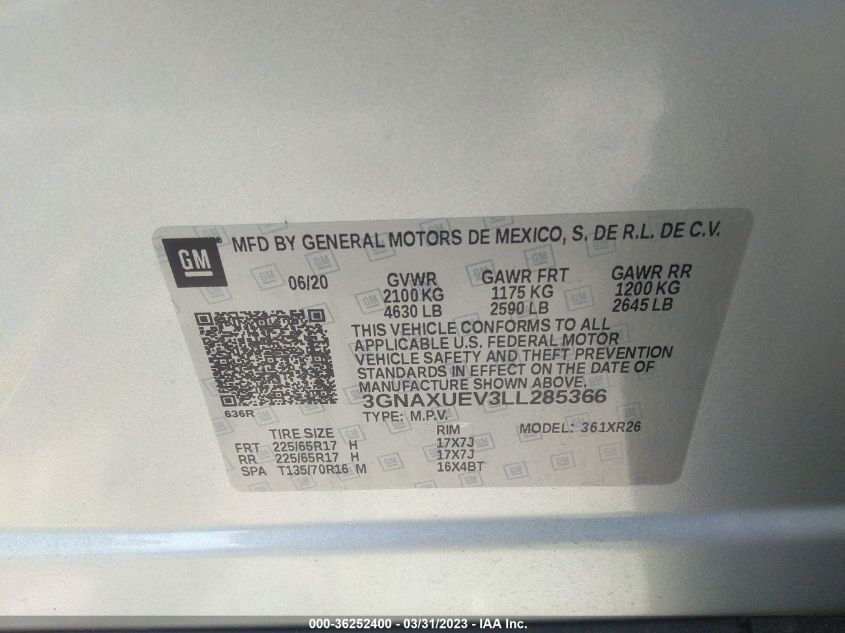 GM® MFD BY GENERAL MOTORS DE MEXICO, S. DE R.L. DE C.V.
06/20 GVWR GAWR FRT GAWR RR
2100 KG 1175 KG 1200 KG
4630 LB 2590 LB 2645 LB
THIS VEHICLE CONFORMS TO ALL
APPLICABLE U.S. FEDERAL MOTOR
VEHICLE SAFETY AND THEFT PREVENTION
STANDARDS IN EFFECT ON THE DATE OF
MANUFACTURE SHOWN ABOVE.
3GNAXUEV3LL285366
636R
TYPE: M.P.V. MODEL: 361XR26
TIRE SIZE RIM
FRT 225/65R17 H 17X7J
RR 225/65R17 H 17X7J
SPA T135/70R16 M 16X4BT
000-36252400 - 03/31/2023 - IAA Inc.